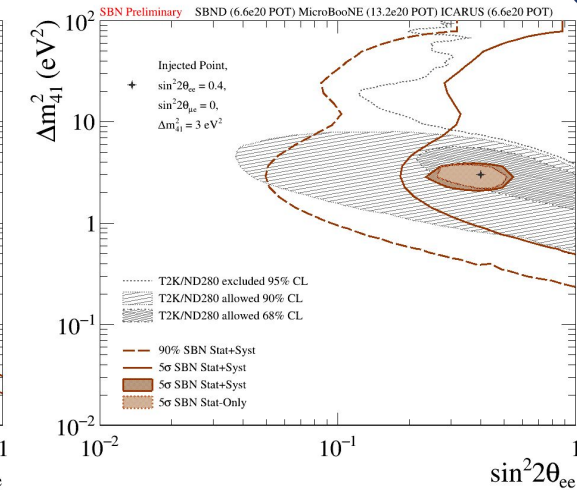 SBN Preliminary SBND (6.6e20 POT) MicroBooNE (13.2e20 POT) ICARUS (6.6e20 POT)
Δm²₄₁ (eV²)
10²
10
1
10⁻¹
10⁻²
Injected Point,
sin²2θₑₑ = 0.4,
sin²2θ_μe = 0,
Δm²₄₁ = 3 eV²
T2K/ND280 excluded 95% CL
T2K/ND280 allowed 90% CL
T2K/ND280 allowed 68% CL
90% SBN Stat+Syst
5σ SBN Stat+Syst
5σ SBN Stat+Syst
5σ SBN Stat-Only
1 10⁻² 10⁻¹ 1
e sin²2θₑₑ